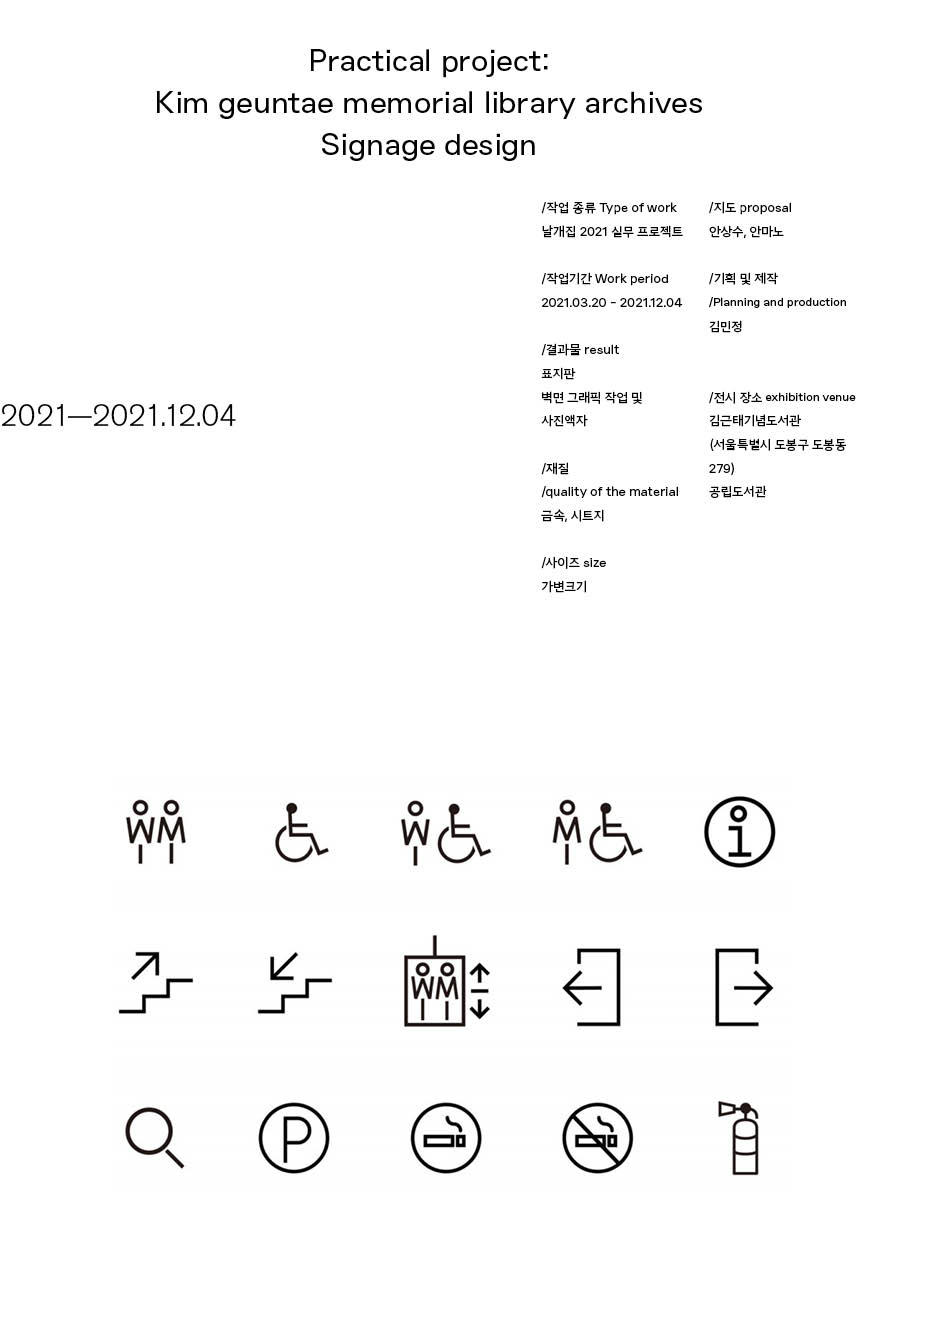 Practical project:
Kim geuntae memorial library archives
Signage design
/작업 종류 Type of work
날개집 2021 실무 프로젝트
/작업기간 Work period
2021.03.20 - 2021.12.04
/결과물 result
표지판
벽면 그래픽 작업 및
사진액자
/재질
/quality of the material
금속, 시트지
/사이즈 size
가변크기
/지도 proposal
안상수, 안마노
/기획 및 제작
/Planning and production
김민정
/전시 장소 exhibition venue
김근태기념도서관
(서울특별시 도봉구 도봉동
279)
공립도서관
2021—2021.12.04
W M
W
M
i
W M
P